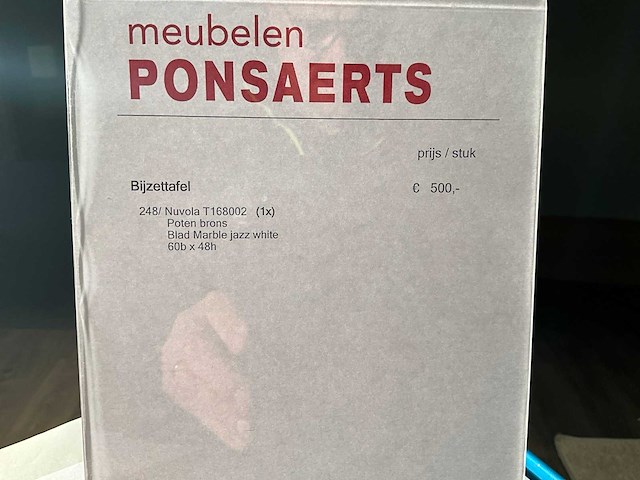 meubelen
PONSAERTS
prijs / stuk
Bijzettafel € 500,-
248/ Nuvola T168002 (1x)
Poten brons
Blad Marble jazz white
60b x 48h